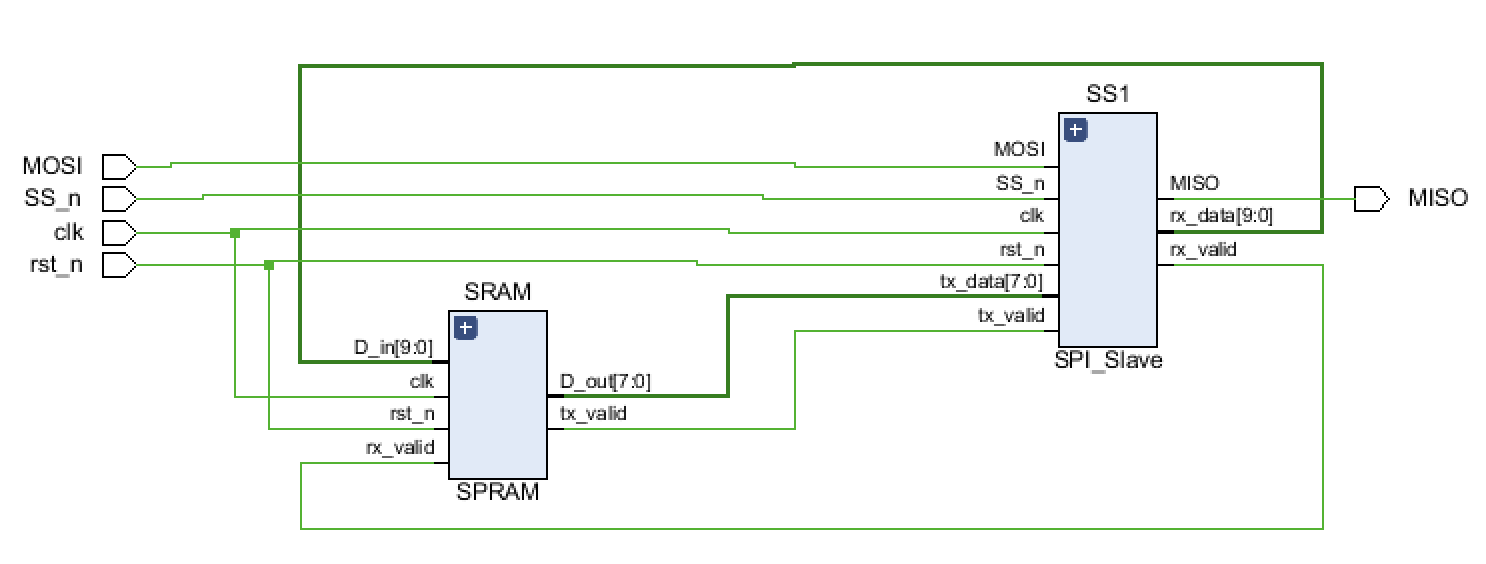 SS1
MOSI
MOSI
SS_n
MISO
SS_n
MISO
clk
rx_data[9:0]
clk
rst_n
rx_valid
rst_n
tx_data[7:0]
SRAM
tx_valid
D_in[9:0]
SPI_Slave
clk
D_out[7:0]
rst_n
tx_valid
rx_valid
SPRAM